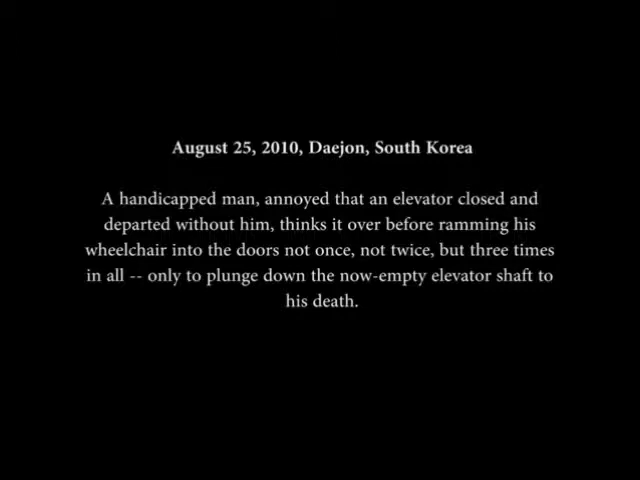 August 25, 2010, Daejon, South Korea
A handicapped man, annoyed that an elevator closed and
departed without him, thinks it over before ramming his
wheelchair into the doors not once, not twice, but three times
in all -- only to plunge down the now-empty elevator shaft to
his death.